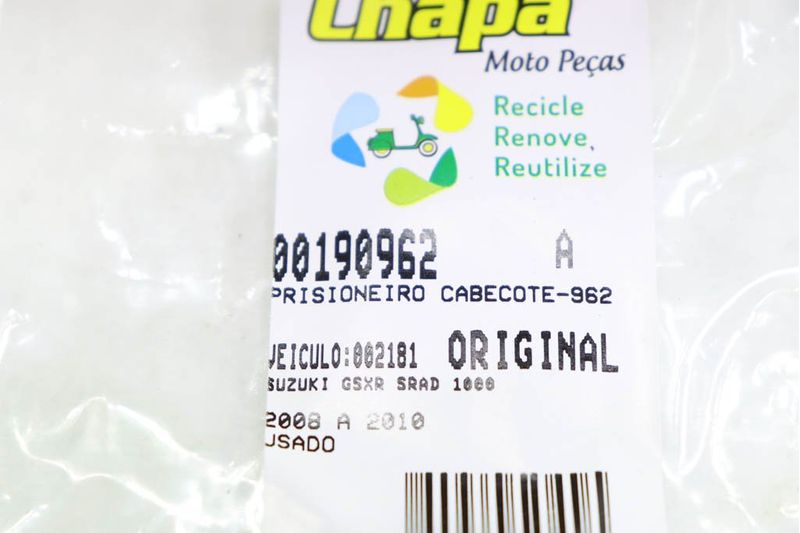 Chapa
Moto Peças
Recicle
Renove,
Reutilize
00190962 A
PRISIONEIRO CABECOTE-962
VEICULO:002181 ORIGINAL
SUZUKI GSXR SRAD 1000
2008 A 2010
USADO